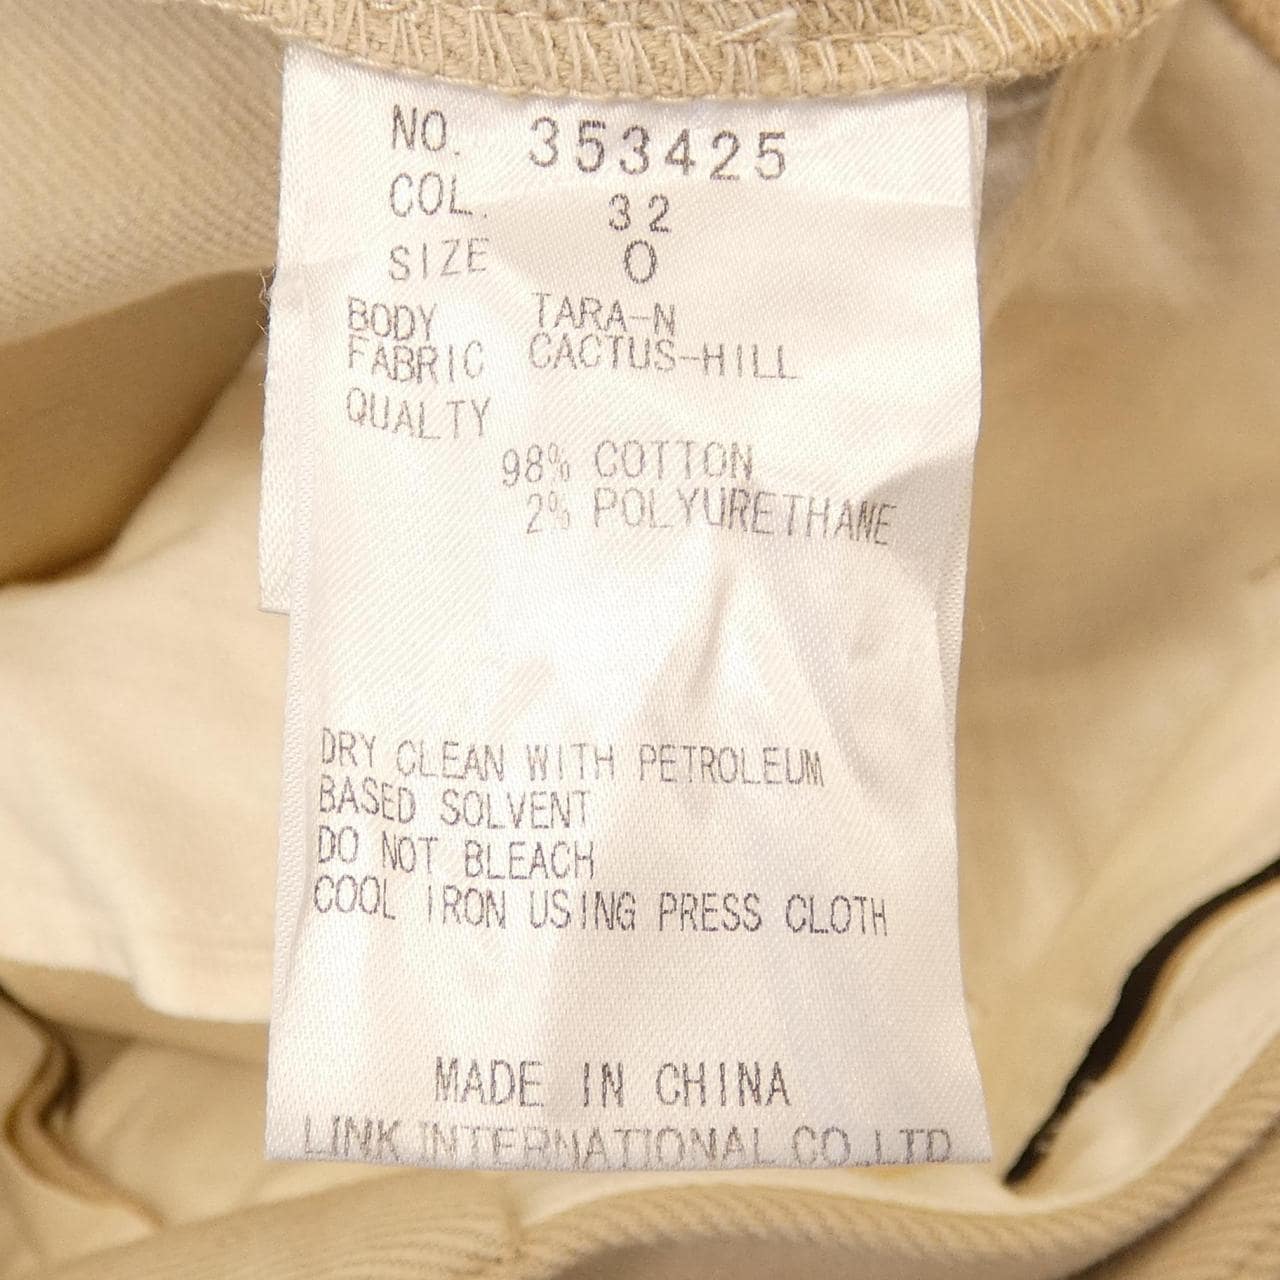 NO. 353425
COL. 32
SIZE 0
BODY TARA-N
FABRIC CACTUS-HILL
QUALTY
98% COTTON
2% POLYURETHANE
DRY CLEAN WITH PETROLEUM
BASED SOLVENT
DO NOT BLEACH
COOL IRON USING PRESS CLOTH
MADE IN CHINA
LINK INTERNATIONAL CO.LTD